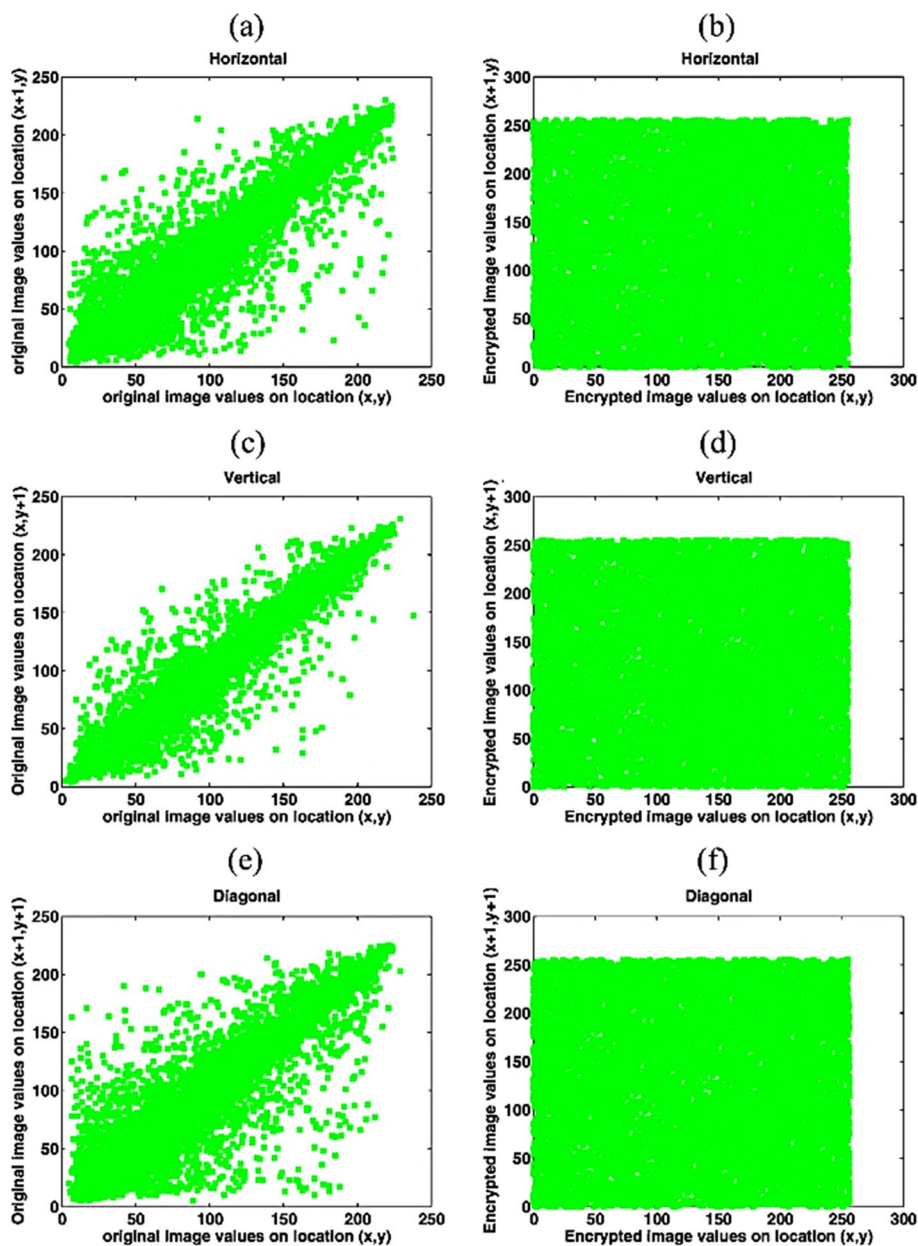 (a)
(b)
Horizontal
Horizontal
original image values on location (x+1,y)
250
200
150
100
50
0
0 50 100 150 200 250
original image values on location (x,y)
Encrypted image values on location (x+1,y)
300
250
200
150
100
50
0
0 50 100 150 200 250 300
Encrypted image values on location (x,y)
(c)
(d)
Vertical
Vertical
Original image values on location (x,y+1)
250
200
150
100
50
0
0 50 100 150 200 250
original image values on location (x,y)
Encrypted image values on location (x,y+1)
300
250
200
150
100
50
0
0 50 100 150 200 250 300
Encrypted image values on location (x,y)
(e)
(f)
Diagonal
Diagonal
Original image values on location (x+1,y+1)
250
200
150
100
50
0
0 50 100 150 200 250
original image values on location (x,y)
Encrypted image values on location (x+1,y+1)
300
250
200
150
100
50
0
0 50 100 150 200 250 300
Encrypted image values on location (x,y)